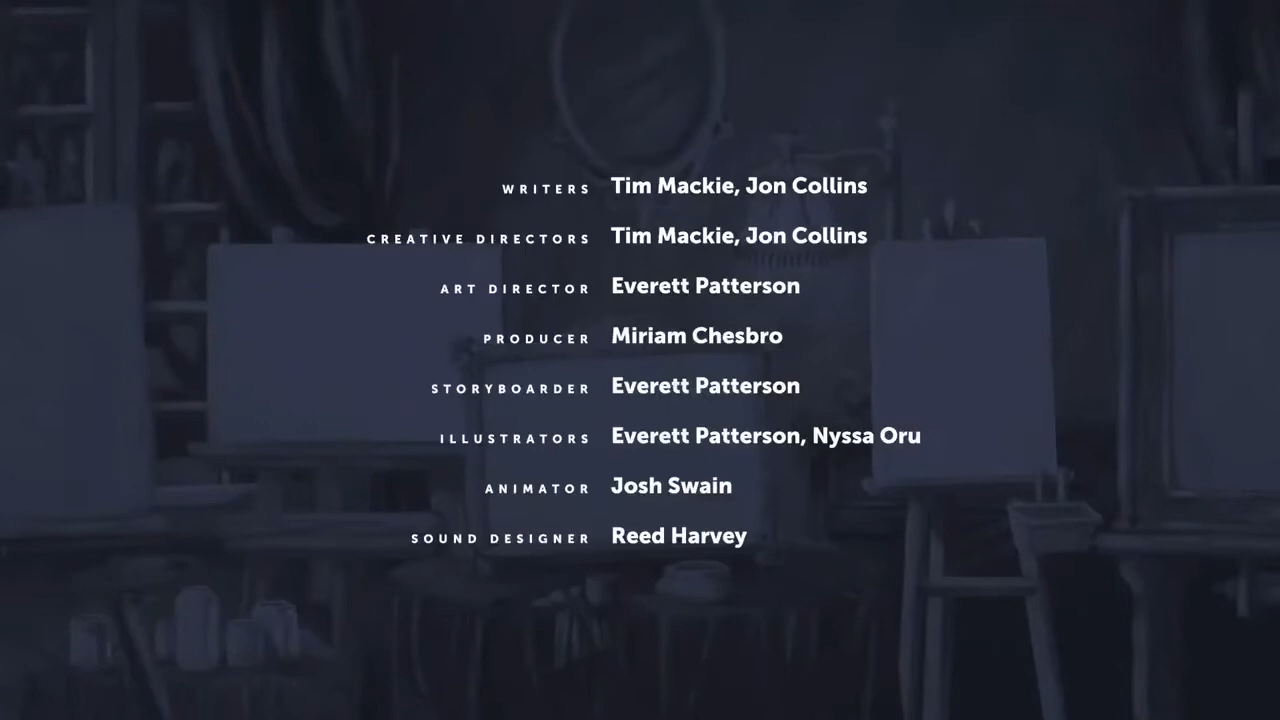 WRITERS Tim Mackie, Jon Collins
CREATIVE DIRECTORS Tim Mackie, Jon Collins
ART DIRECTOR Everett Patterson
PRODUCER Miriam Chesbro
STORYBOARDER Everett Patterson
ILLUSTRATORS Everett Patterson, Nyssa Oru
ANIMATOR Josh Swain
SOUND DESIGNER Reed Harvey